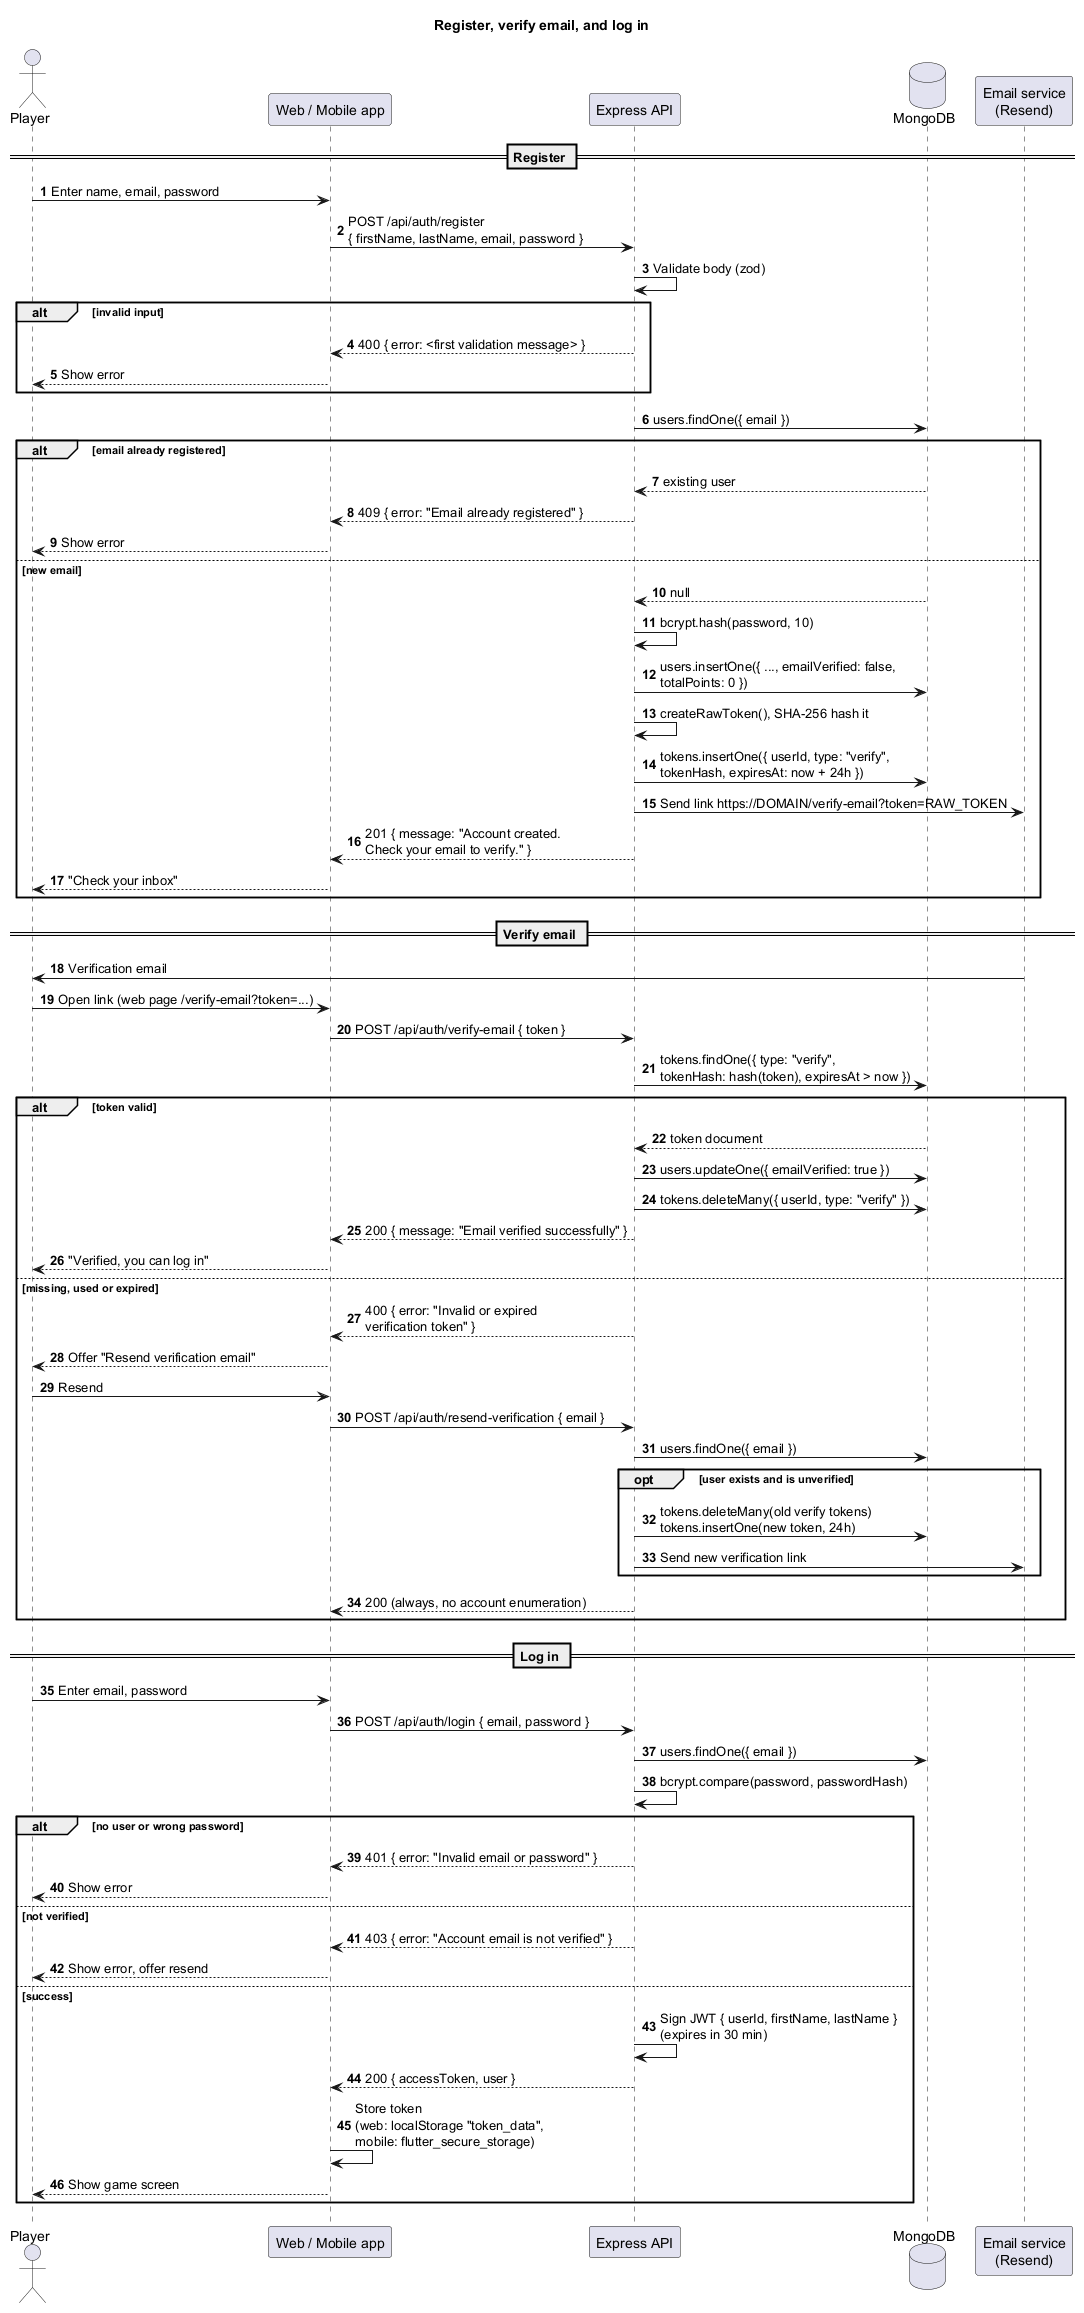 Register, verify email, and log in
Player
Web / Mobile app
Express API
MongoDB
Email service
(Resend)
Register
1 Enter name, email, password
2 POST /api/auth/register
{ firstName, lastName, email, password }
3 Validate body (zod)
alt [invalid input]
4 400 { error: <first validation message> }
5 Show error
6 users.findOne({ email })
alt [email already registered]
7 existing user
8 409 { error: "Email already registered" }
9 Show error
[new email]
10 null
11 bcrypt.hash(password, 10)
12 users.insertOne({ ..., emailVerified: false,
totalPoints: 0 })
13 createRawToken(), SHA-256 hash it
14 tokens.insertOne({ userId, type: "verify",
tokenHash, expiresAt: now + 24h })
15 Send link https://DOMAIN/verify-email?token=RAW_TOKEN
16 201 { message: "Account created.
Check your email to verify." }
17 "Check your inbox"
Verify email
18 Verification email
19 Open link (web page /verify-email?token=...)
20 POST /api/auth/verify-email { token }
21 tokens.findOne({ type: "verify",
tokenHash: hash(token), expiresAt > now })
alt [token valid]
22 token document
23 users.updateOne({ emailVerified: true })
24 tokens.deleteMany({ userId, type: "verify" })
25 200 { message: "Email verified successfully" }
26 "Verified, you can log in"
[missing, used or expired]
27 400 { error: "Invalid or expired
verification token" }
28 Offer "Resend verification email"
29 Resend
30 POST /api/auth/resend-verification { email }
31 users.findOne({ email })
opt [user exists and is unverified]
32 tokens.deleteMany(old verify tokens)
tokens.insertOne(new token, 24h)
33 Send new verification link
34 200 (always, no account enumeration)
Log in
35 Enter email, password
36 POST /api/auth/login { email, password }
37 users.findOne({ email })
38 bcrypt.compare(password, passwordHash)
alt [no user or wrong password]
39 401 { error: "Invalid email or password" }
40 Show error
[not verified]
41 403 { error: "Account email is not verified" }
42 Show error, offer resend
[success]
43 Sign JWT { userId, firstName, lastName }
(expires in 30 min)
44 200 { accessToken, user }
45 Store token
(web: localStorage "token_data",
mobile: flutter_secure_storage)
46 Show game screen
Player
Web / Mobile app
Express API
MongoDB
Email service
(Resend)